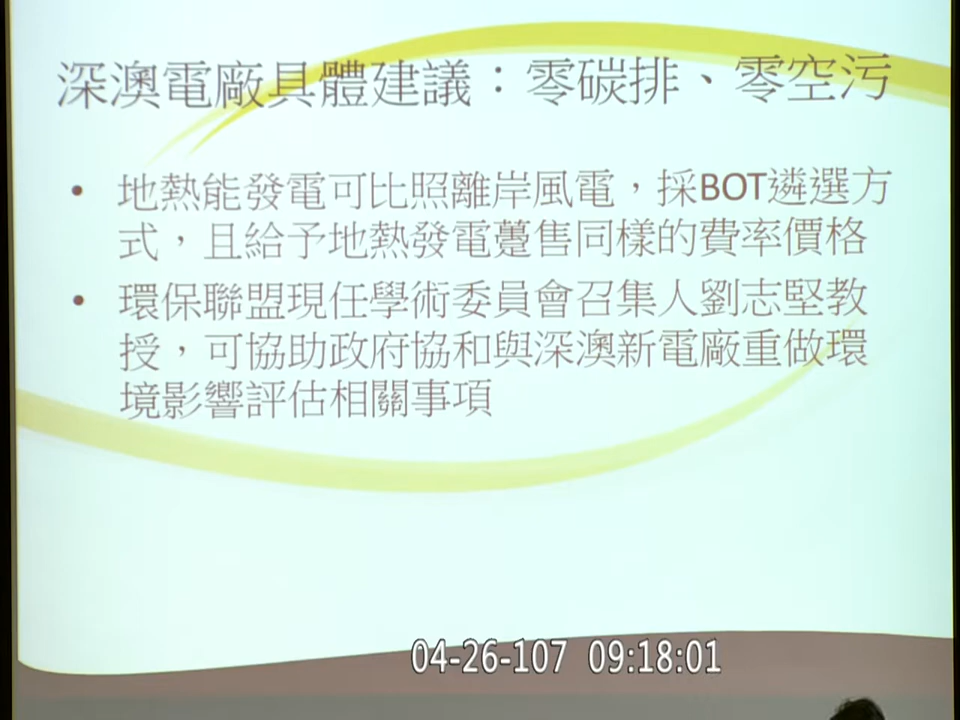 深澳電廠具體建議：零碳排、零空污
• 地熱能發電可比照離岸風電，採BOT遴選方
式，且給予地熱發電躉售同樣的費率價格
• 環保聯盟現任學術委員會召集人劉志堅教
授，可協助政府協和與深澳新電廠重做環
境影響評估相關事項
04-26-107 09:18:01